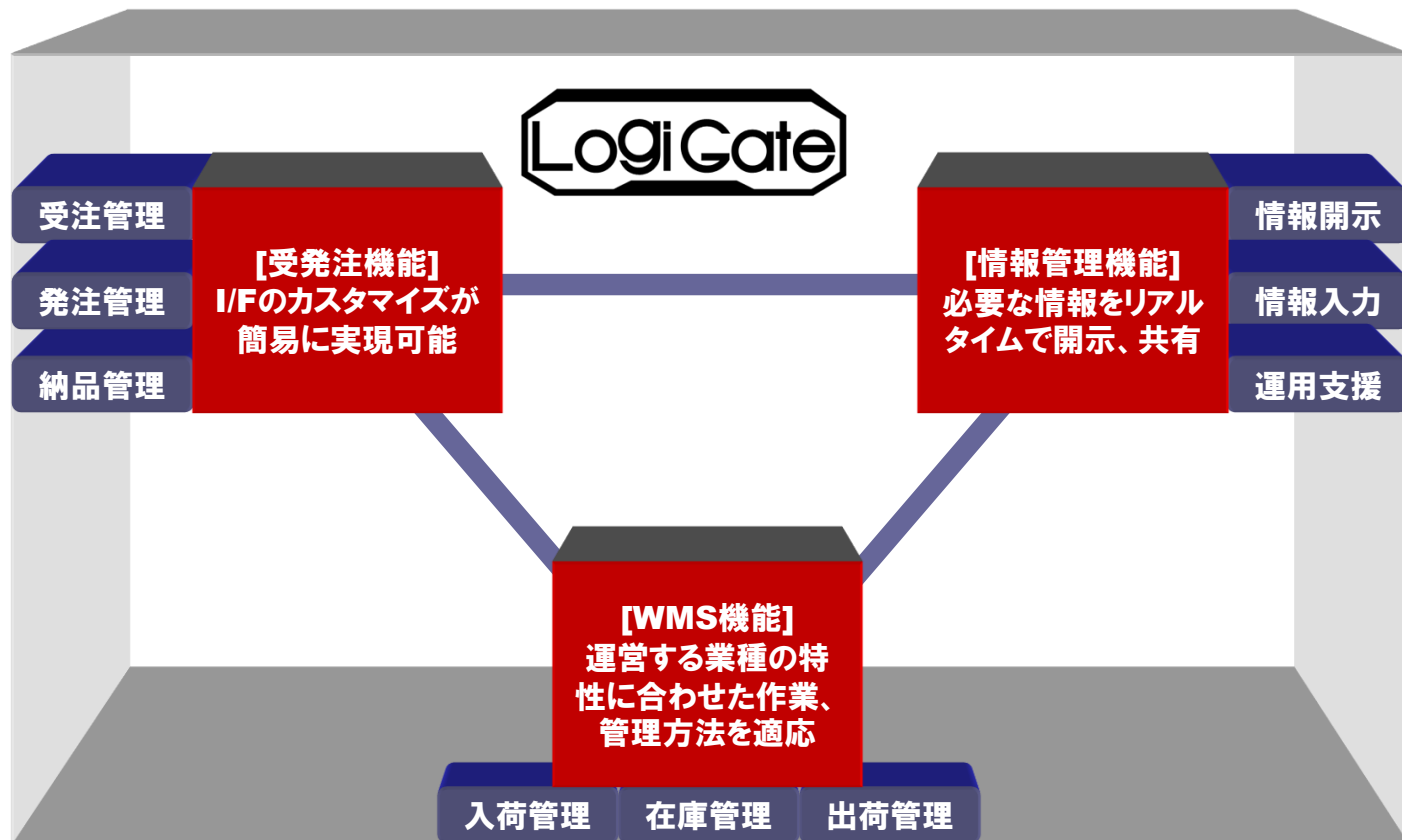 LogiGate
受注管理
発注管理
納品管理
[受発注機能]
I/Fのカスタマイズが
簡易に実現可能
[情報管理機能]
必要な情報をリアル
タイムで開示、共有
情報開示
情報入力
運用支援
[WMS機能]
運営する業種の特
性に合わせた作業、
管理方法を適応
入荷管理
在庫管理
出荷管理